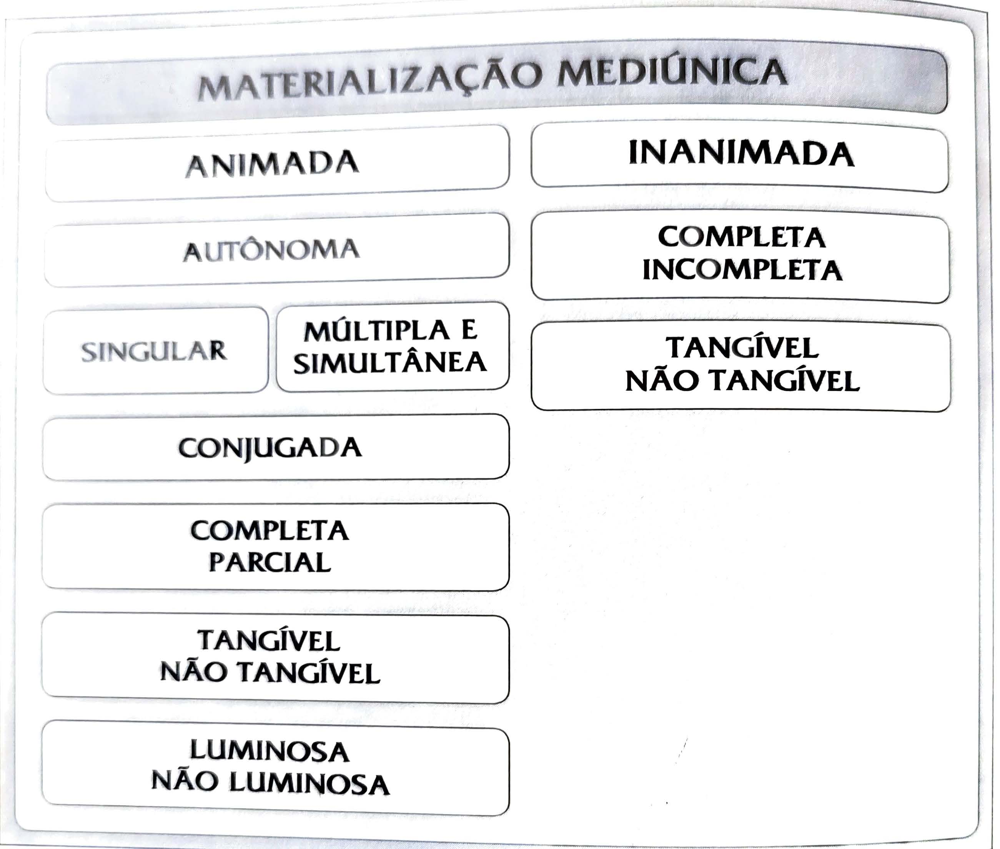 MATERIALIZAÇÃO MEDIÚNICA
ANIMADA
AUTÔNOMA
SINGULAR
MÚLTIPLA E
SIMULTÂNEA
CONJUGADA
COMPLETA
PARCIAL
TANGÍVEL
NÃO TANGÍVEL
LUMINOSA
NÃO LUMINOSA
INANIMADA
COMPLETA
INCOMPLETA
TANGÍVEL
NÃO TANGÍVEL